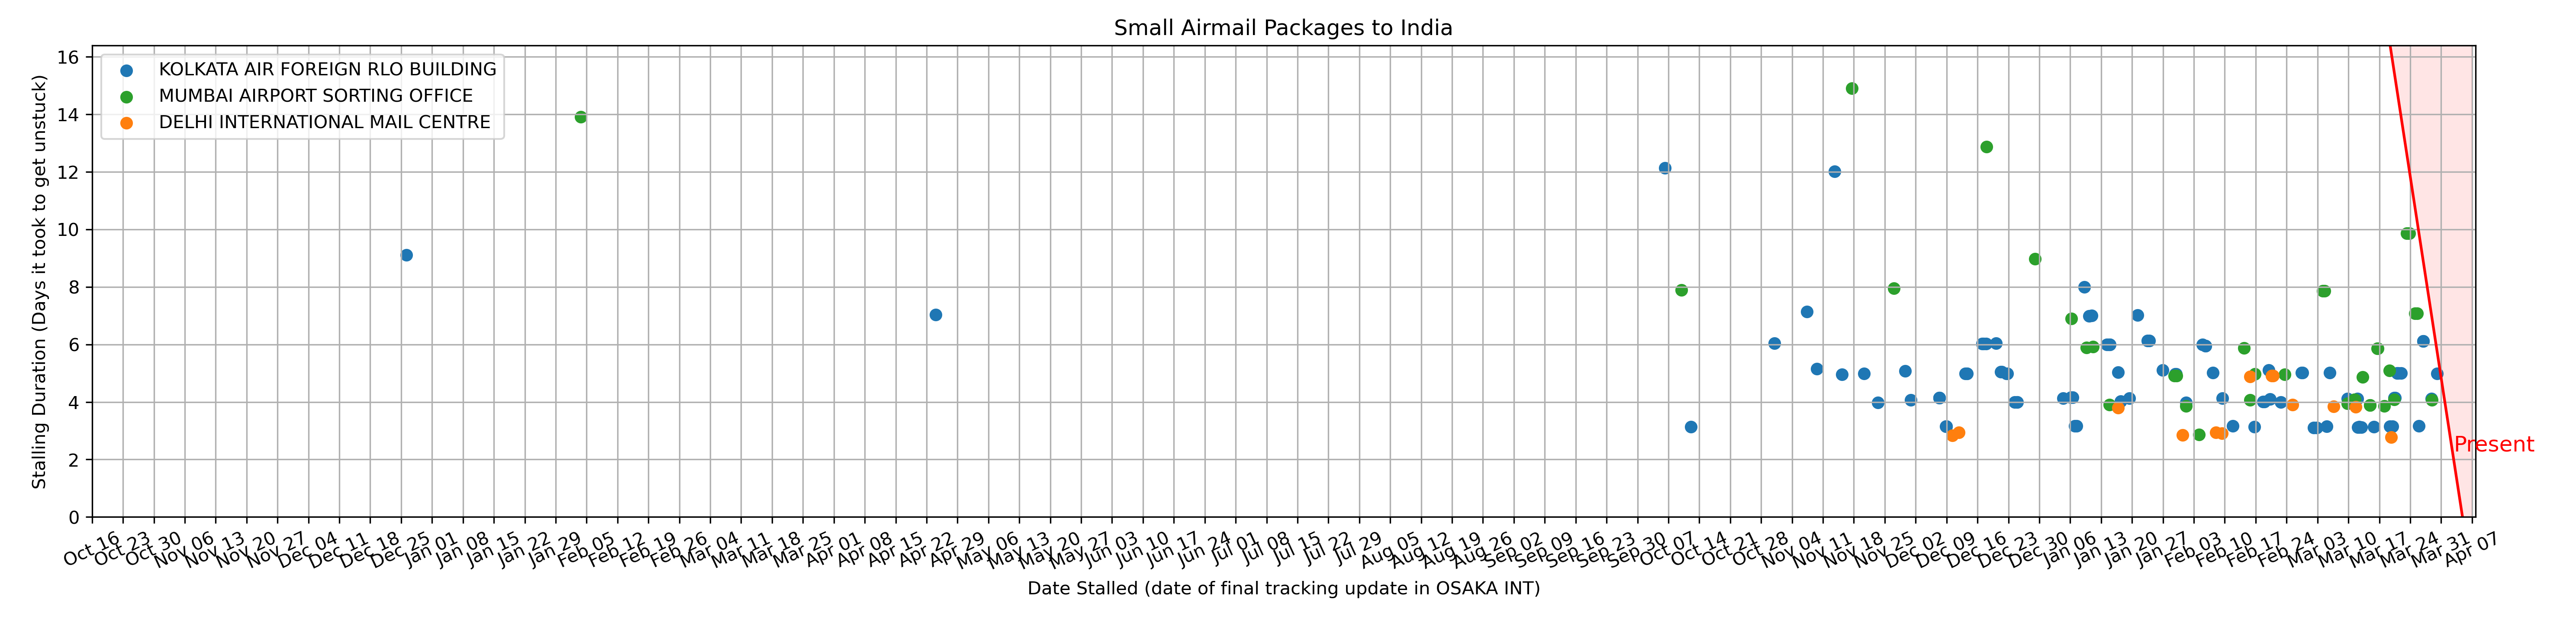 Small Airmail Packages to India
Stalling Duration (Days it took to get unstuck)
16
14
12
10
8
6
4
2
0
KOLKATA AIR FOREIGN RLO BUILDING
MUMBAI AIRPORT SORTING OFFICE
DELHI INTERNATIONAL MAIL CENTRE
Present
Oct 16 Oct 23 Oct 30 Nov 06 Nov 13 Nov 20 Nov 27 Dec 04 Dec 11 Dec 18 Dec 25 Jan 01 Jan 08 Jan 15 Jan 22 Jan 29 Feb 05 Feb 12 Feb 19 Feb 26 Mar 04 Mar 11 Mar 18 Mar 25 Apr 01 Apr 08 Apr 15 Apr 22 Apr 29 May 06 May 13 May 20 May 27 Jun 03 Jun 10 Jun 17 Jun 24 Jul 01 Jul 08 Jul 15 Jul 22 Jul 29 Aug 05 Aug 12 Aug 19 Aug 26 Sep 02 Sep 09 Sep 16 Sep 23 Sep 30 Oct 07 Oct 14 Oct 21 Oct 28 Nov 04 Nov 11 Nov 18 Nov 25 Dec 02 Dec 09 Dec 16 Dec 23 Dec 30 Jan 06 Jan 13 Jan 20 Jan 27 Feb 03 Feb 10 Feb 17 Feb 24 Mar 03 Mar 10 Mar 17 Mar 24 Mar 31 Apr 07
Date Stalled (date of final tracking update in OSAKA INT)